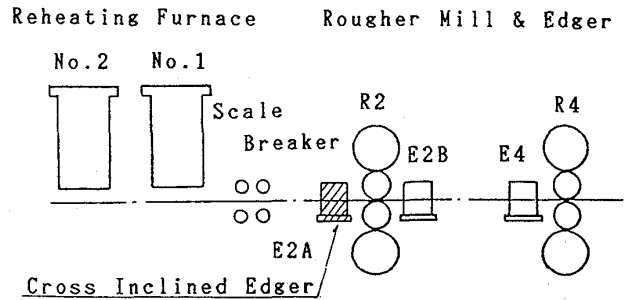 Reheating Furnace
Rougher Mill & Edger
No.2
No.1
Scale
Breaker
R2
R4
E2B
E4
E2A
Cross Inclined Edger